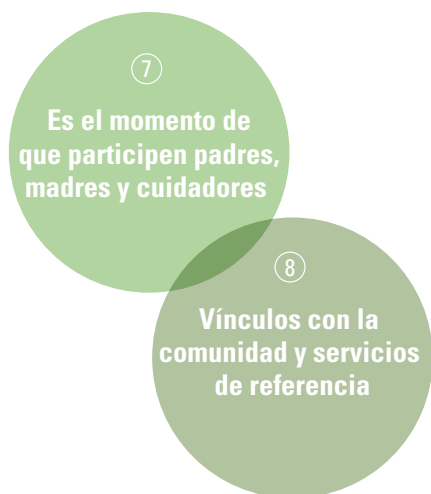 ⑦
Es el momento de
que participen padres,
madres y cuidadores
⑧
Vínculos con la
comunidad y servicios
de referencia